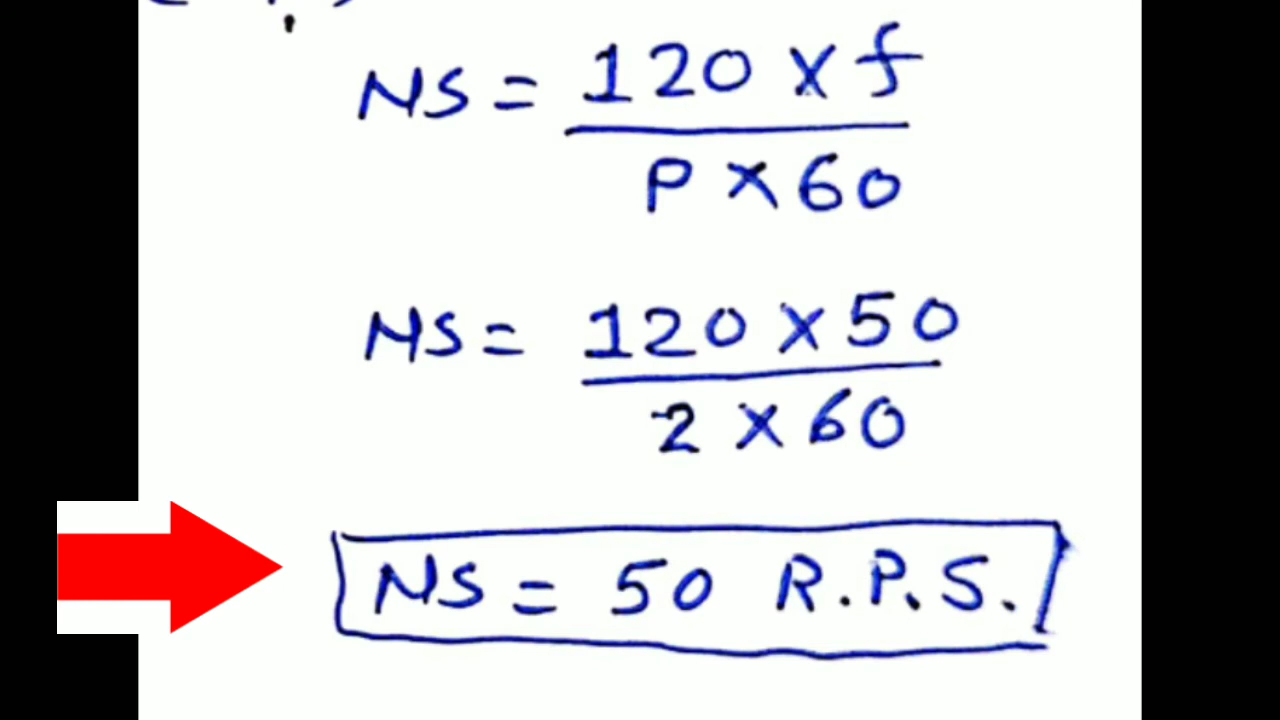 NS = 120 x f
P x 60
NS = 120 x 50
2 x 60
NS = 50 R.P.S.